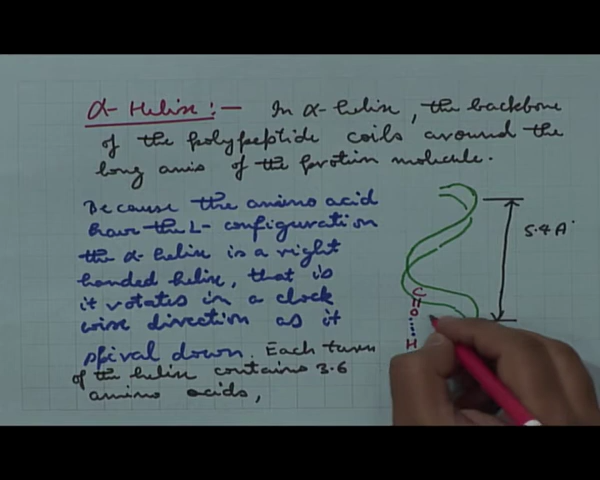 α- Helix :- In α-helix, the backbone
of the polypeptide coils around the
long axis of the protein molecule.
Because the amino acid
have the L- configuration
the α-helix is a right
handed helix, that is
it rotates in a clock
wise direction as it
spiral down. Each turn
of the helix contains 3.6
amino acids,
5.4 A°
C
O
H